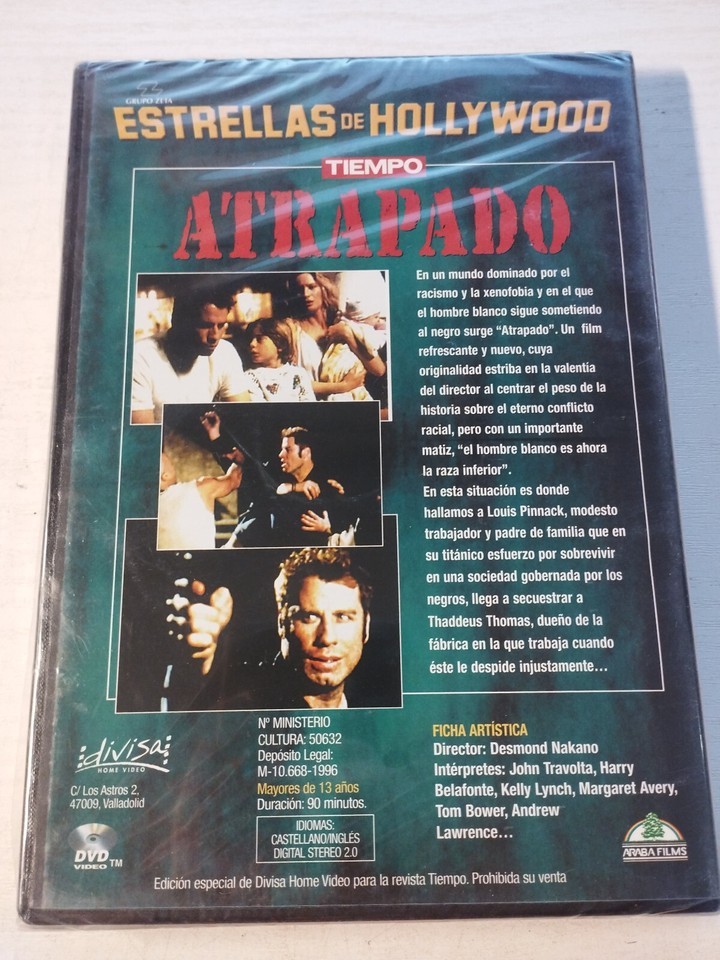 GRUPO ZETA
ESTRELLAS DE HOLLYWOOD
TIEMPO
ATRAPADO
En un mundo dominado por el
racismo y la xenofobia y en el que
el hombre blanco sigue sometiendo
al negro surge “Atrapado”. Un film
refrescante y nuevo, cuya
originalidad estriba en la valentía
del director al centrar el peso de la
historia sobre el eterno conflicto
racial, pero con un importante
matiz, “el hombre blanco es ahora
la raza inferior”.
En esta situación es donde
hallamos a Louis Pinnack, modesto
trabajador y padre de familia que en
su titánico esfuerzo por sobrevivir
en una sociedad gobernada por los
negros, llega a secuestrar a
Thaddeus Thomas, dueño de la
fábrica en la que trabaja cuando
éste le despide injustamente...
divisa
HOME VIDEO
C/ Los Astros 2,
47009, Valladolid
DVD
VIDEO TM
Nº MINISTERIO
CULTURA: 50632
Depósito Legal:
M-10.668-1996
Mayores de 13 años
Duración: 90 minutos.
IDIOMAS:
CASTELLANO/INGLÉS
DIGITAL STEREO 2.0
FICHA ARTÍSTICA
Director: Desmond Nakano
Intérpretes: John Travolta, Harry
Belafonte, Kelly Lynch, Margaret Avery,
Tom Bower, Andrew
Lawrence...
ARABA FILMS
Edición especial de Divisa Home Video para la revista Tiempo. Prohibida su venta